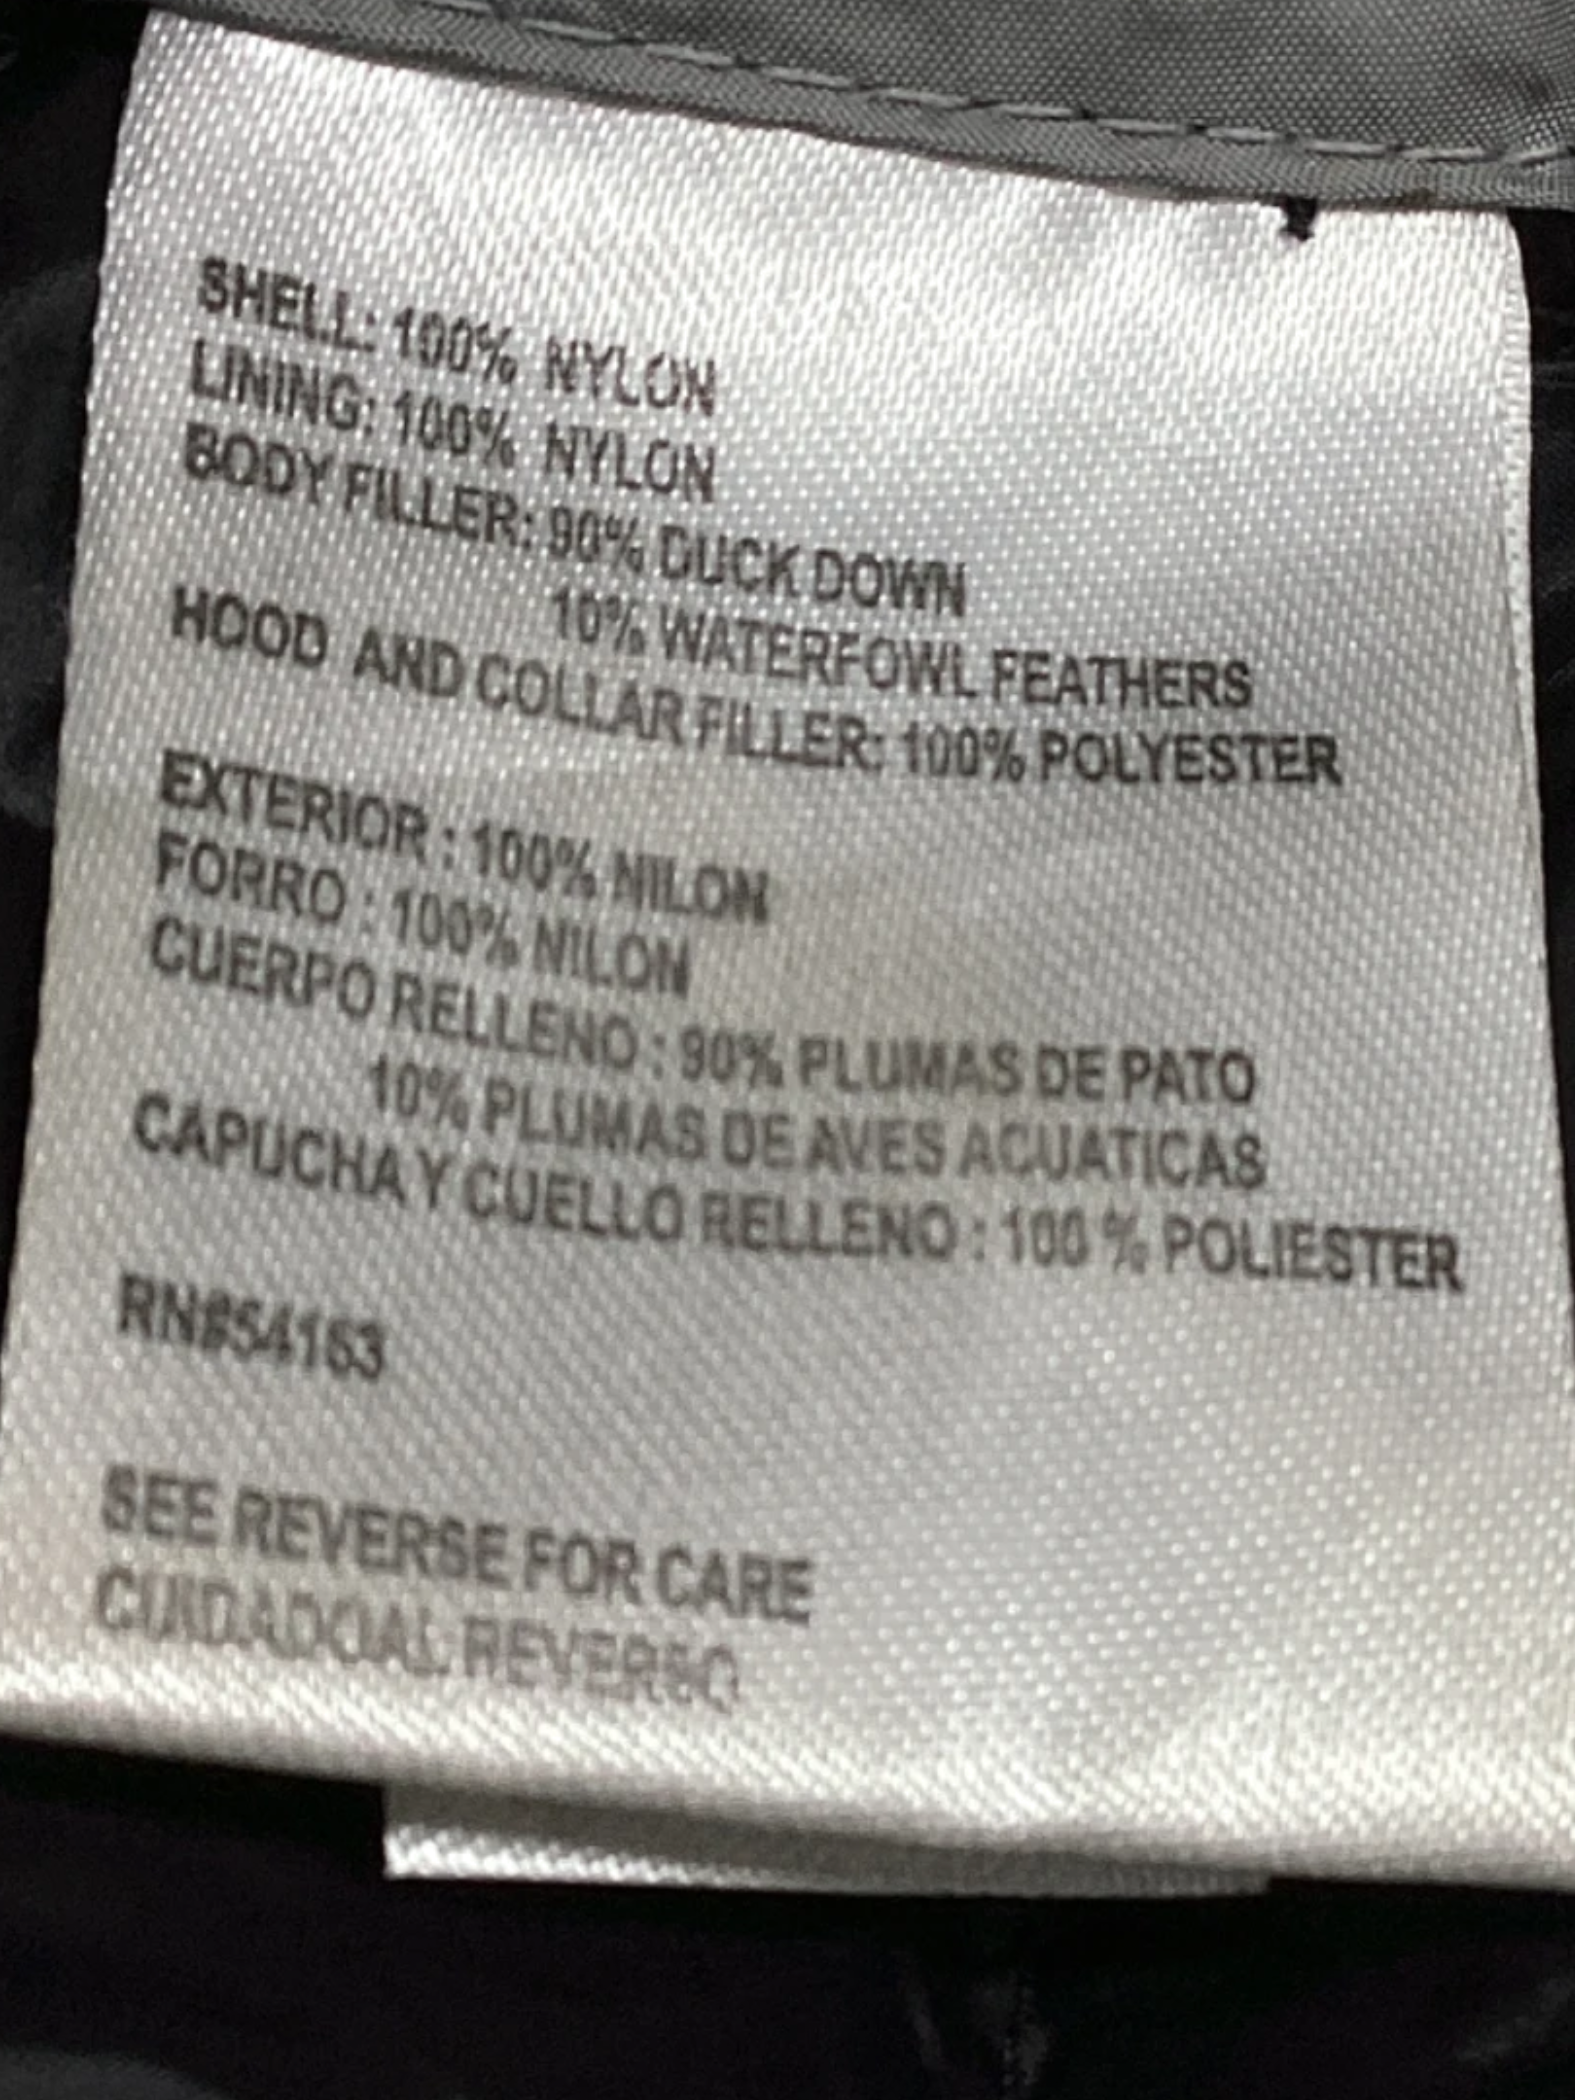 SHELL: 100% NYLON
LINING: 100% NYLON
BODY FILLER: 90% DUCK DOWN
10% WATERFOWL FEATHERS
HOOD AND COLLAR FILLER: 100% POLYESTER
EXTERIOR : 100% NILON
FORRO : 100% NILON
CUERPO RELLENO : 90% PLUMAS DE PATO
10% PLUMAS DE AVES ACUATICAS
CAPUCHA Y CUELLO RELLENO : 100 % POLIESTER
RN#54163
SEE REVERSE FOR CARE
CUIDADOAL REVERSO